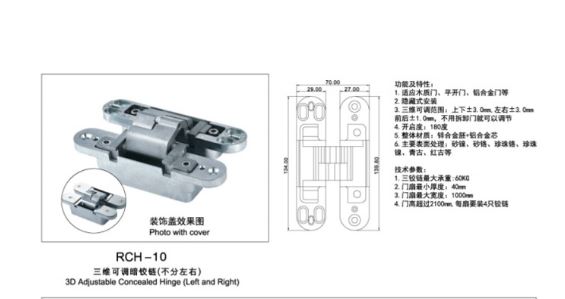 装饰盖效果图
Photo with cover
RCH-10
三维可调暗铰链(不分左右)
3D Adjustable Concealed Hinge (Left and Right)
70.00
29.00
27.00
134.00
功能及特性:
1. 适应木质门、平开门、铝合金门等
2. 隐藏式安装
3. 三维可调范围: 上下±3.0mm,左右±3.0mm
前后±1.0mm, 不用拆卸门就可以调节
4. 开启度: 180度
5. 整体材质: 锌合金胚+铝合金芯
6. 主要表面处理: 砂镍、砂铬、珍珠铬、珍珠
镍、青古、红古等
技术参数:
1. 三铰链最大承重:60KG
2. 门扇最小厚度: 40mm
3. 门扇最大宽度: 1000mm
4. 门高超过2100mm,每扇要装4只铰链